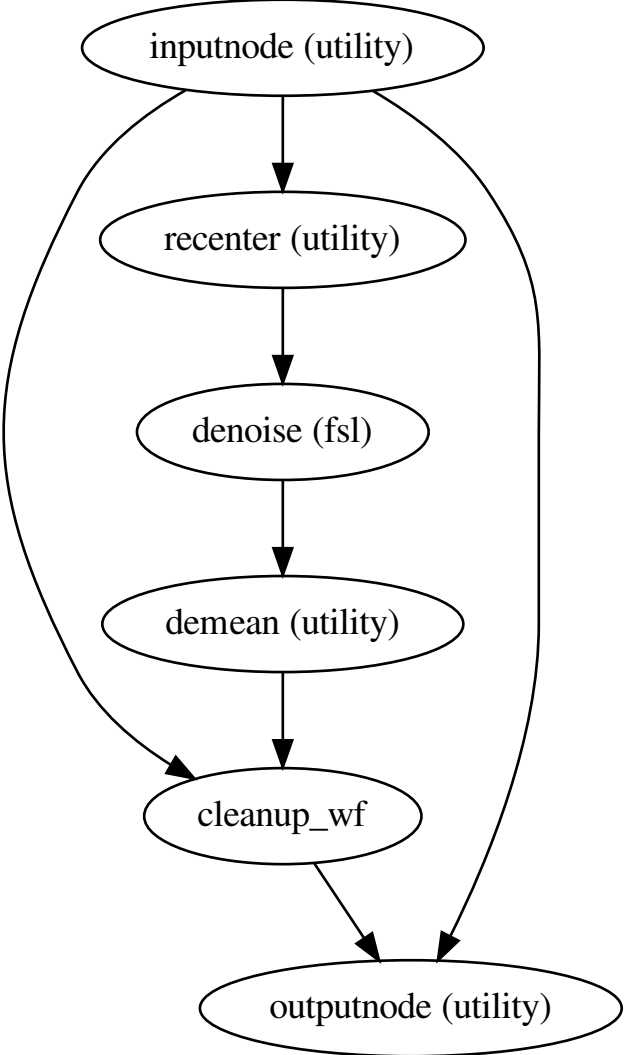 inputnode (utility)
recenter (utility)
denoise (fsl)
demean (utility)
cleanup_wf
outputnode (utility)